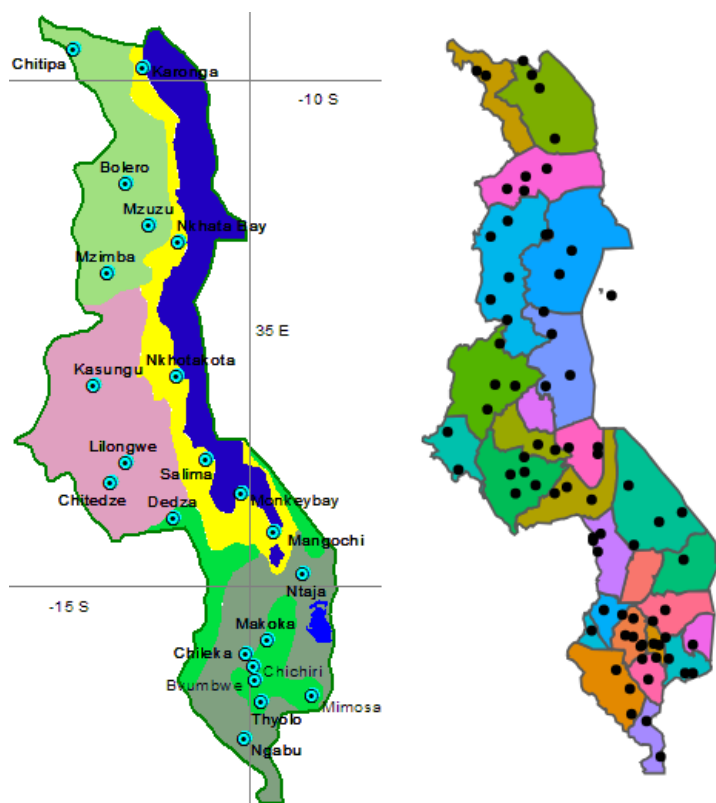 Chitipa
Karonga
-10 S
Bolero
Mzuzu
Nkhata Bay
Mzimba
35 E
Nkhotakota
Kasungu
Lilongwe
Salima
Chitedze
Dedza
Monkeybay
Mangochi
Ntaja
-15 S
Makoka
Chileka
Chichiri
Bvumbwe
Mimosa
Thyolo
Ngabu